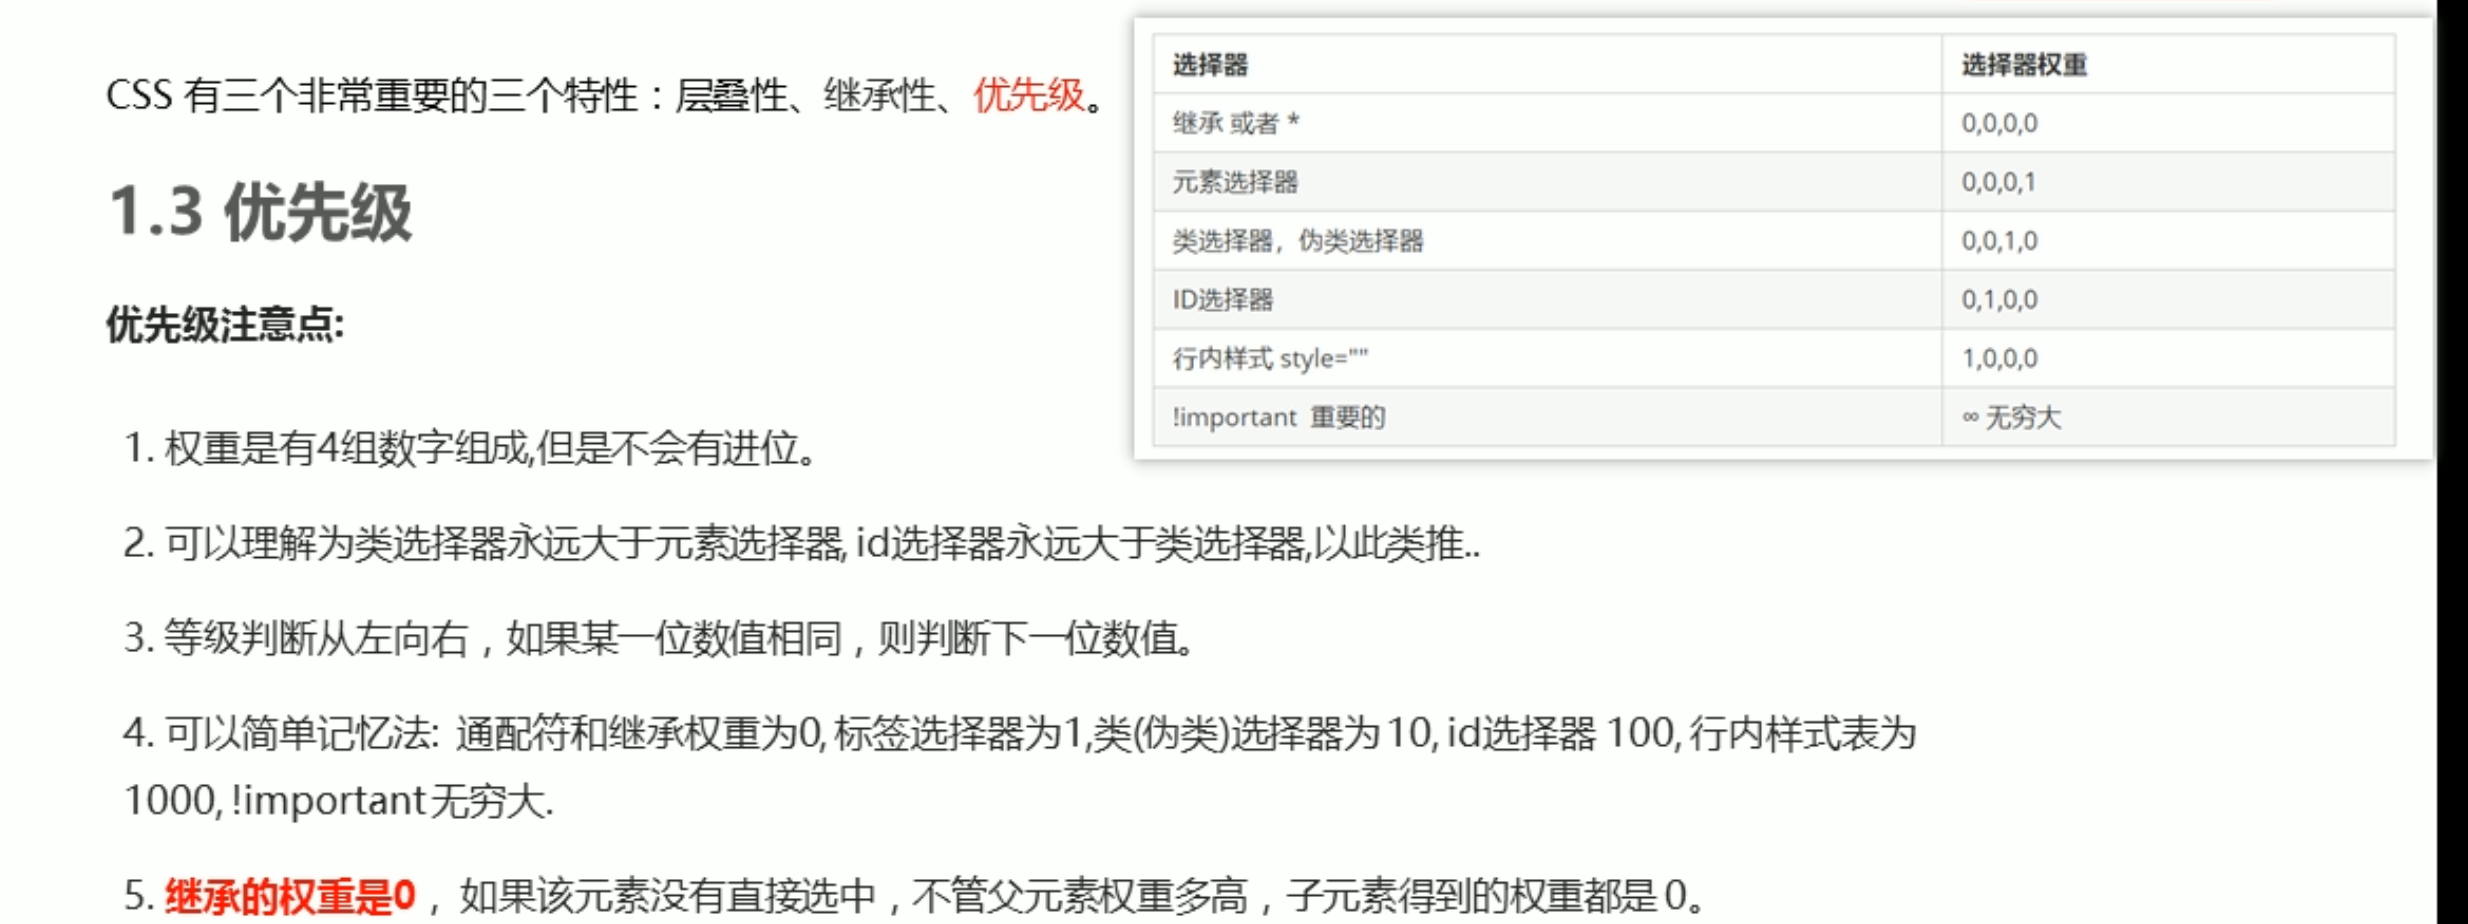 CSS 有三个非常重要的三个特性：层叠性、继承性、优先级。
1.3 优先级
优先级注意点:
选择器 选择器权重
继承 或者 * 0,0,0,0
元素选择器 0,0,0,1
类选择器，伪类选择器 0,0,1,0
ID选择器 0,1,0,0
行内样式 style="" 1,0,0,0
!important 重要的 ∞ 无穷大
1. 权重是有4组数字组成,但是不会有进位。
2. 可以理解为类选择器永远大于元素选择器, id选择器永远大于类选择器,以此类推..
3. 等级判断从左向右，如果某一位数值相同，则判断下一位数值。
4. 可以简单记忆法: 通配符和继承权重为0, 标签选择器为1,类(伪类)选择器为 10, id选择器 100, 行内样式表为
1000, !important无穷大.
5. 继承的权重是0，如果该元素没有直接选中，不管父元素权重多高，子元素得到的权重都是 0。